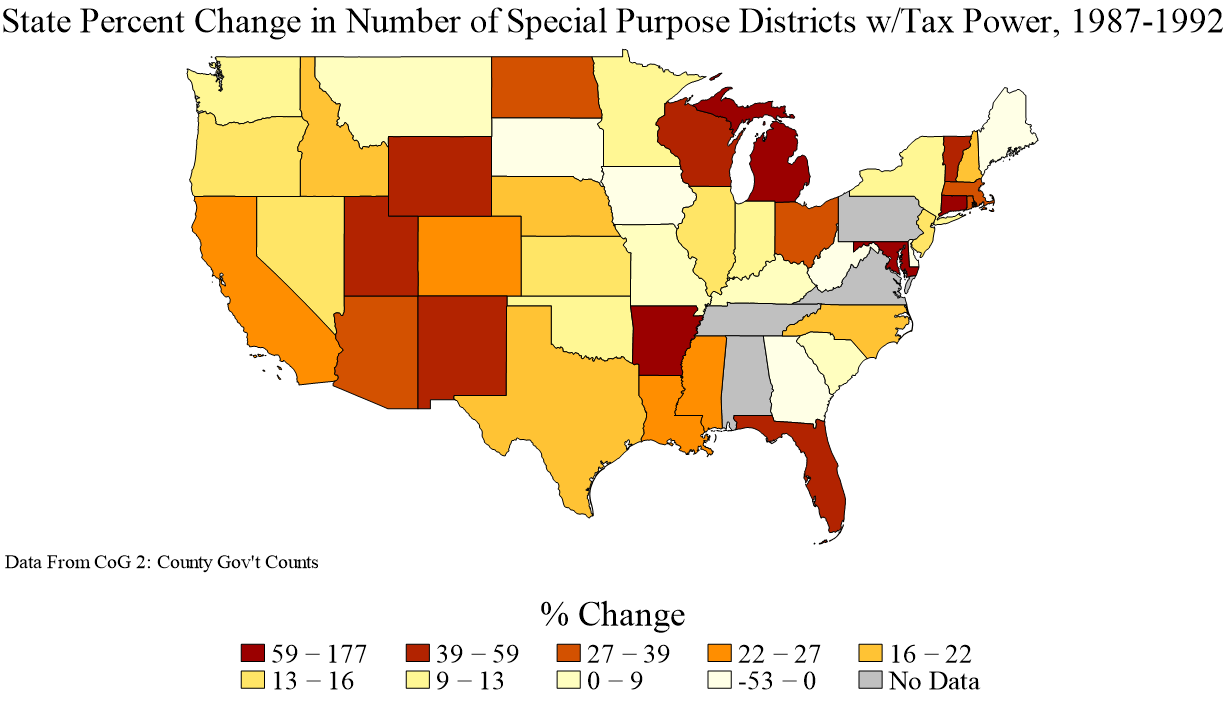 State Percent Change in Number of Special Purpose Districts w/Tax Power, 1987-1992
Data From CoG 2: County Gov't Counts
% Change
59 − 177 39 − 59 27 − 39 22 − 27 16 − 22
13 − 16 9 − 13 0 − 9 -53 − 0 No Data